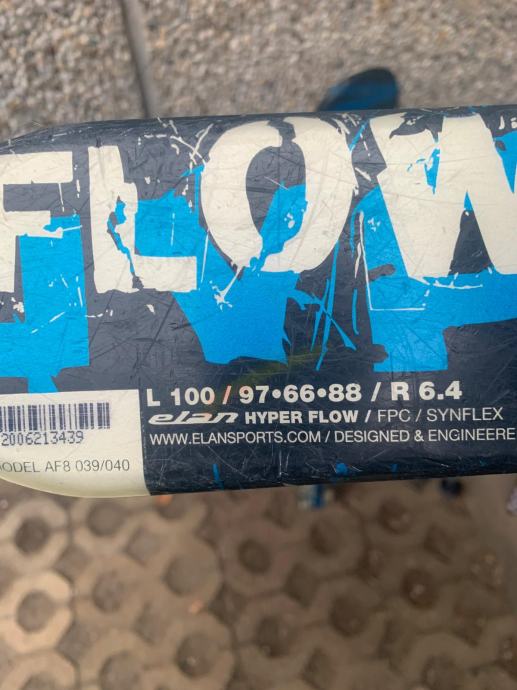 FLOW
L 100 / 97•66•88 / R 6.4
elan HYPER FLOW / FPC / SYNFLEX
WWW.ELANSPORTS.COM / DESIGNED & ENGINEERE
2006213439
MODEL AF8 039/040